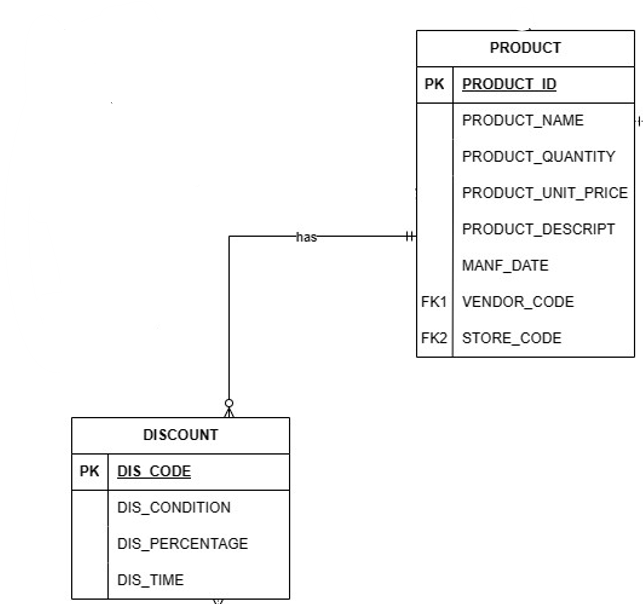 PRODUCT
PK PRODUCT_ID
PRODUCT_NAME
PRODUCT_QUANTITY
PRODUCT_UNIT_PRICE
PRODUCT_DESCRIPT
MANF_DATE
FK1 VENDOR_CODE
FK2 STORE_CODE
has
DISCOUNT
PK DIS_CODE
DIS_CONDITION
DIS_PERCENTAGE
DIS_TIME